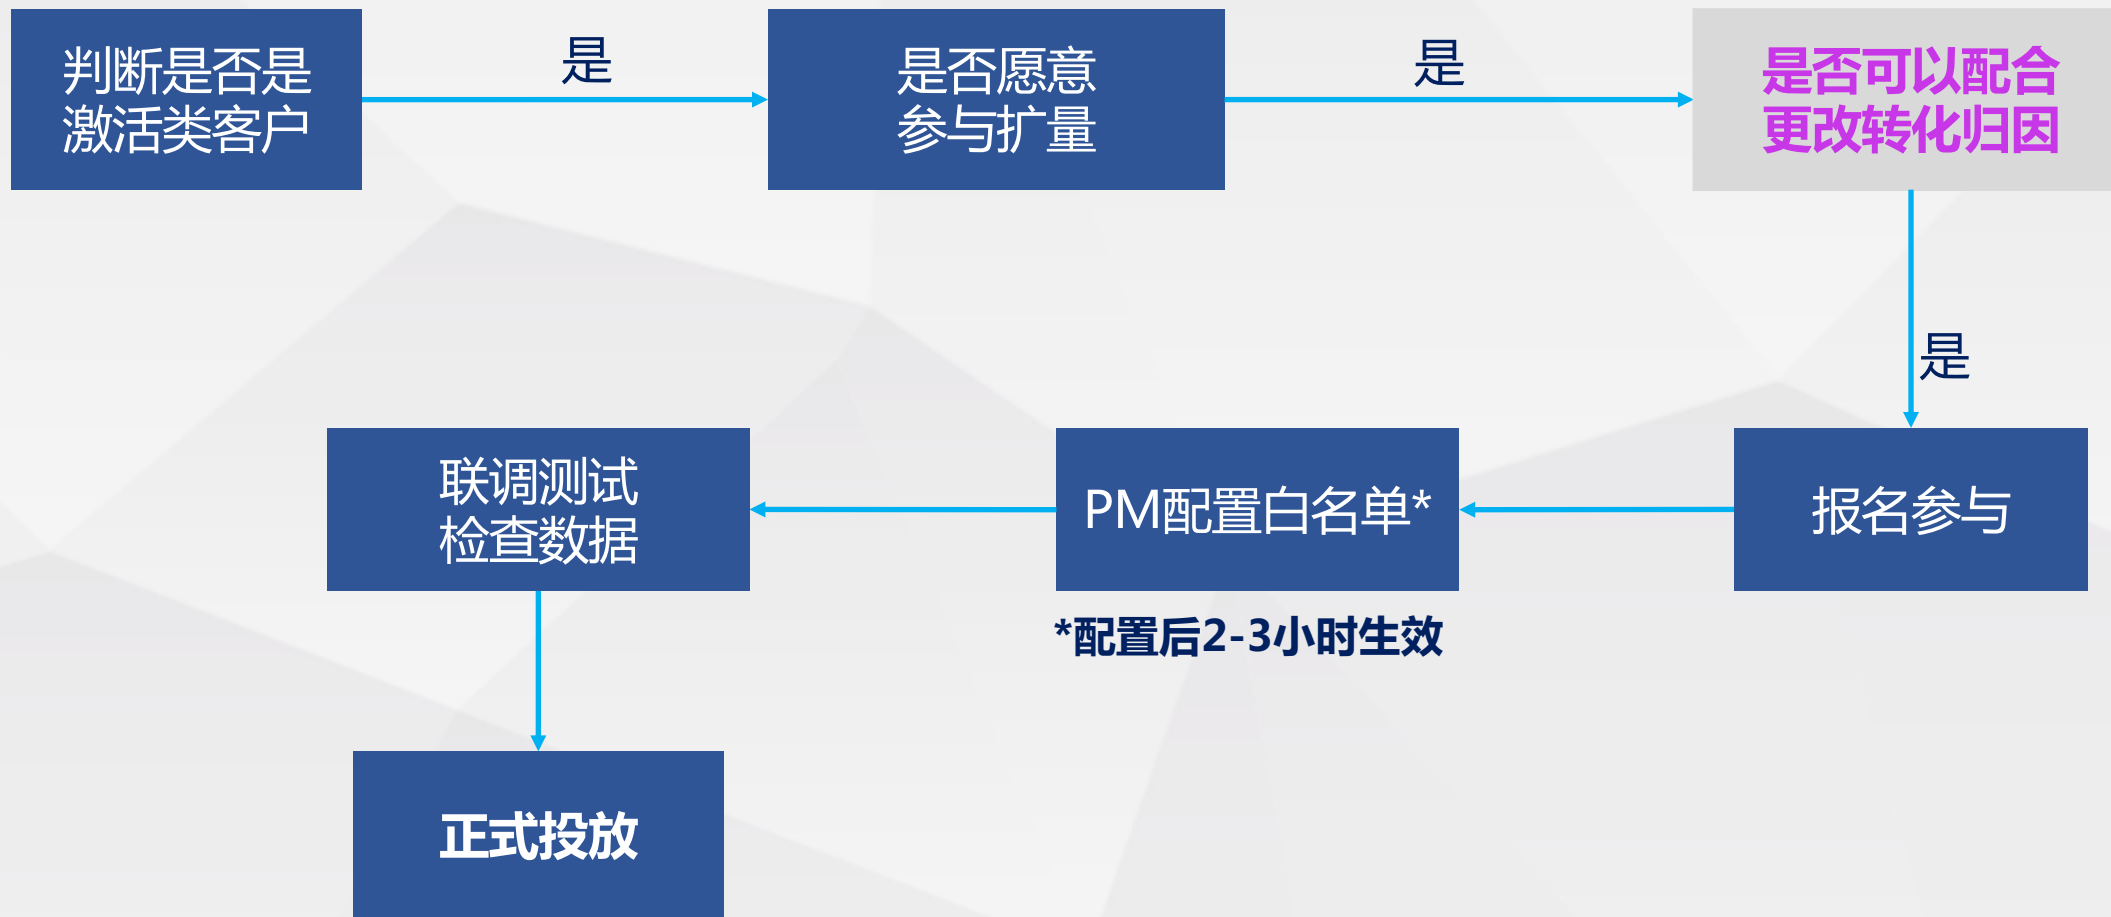 判断是否是
激活类客户
是
是否愿意
参与扩量
是
是否可以配合
更改转化归因
是
报名参与
PM配置白名单*
*配置后2-3小时生效
联调测试
检查数据
正式投放